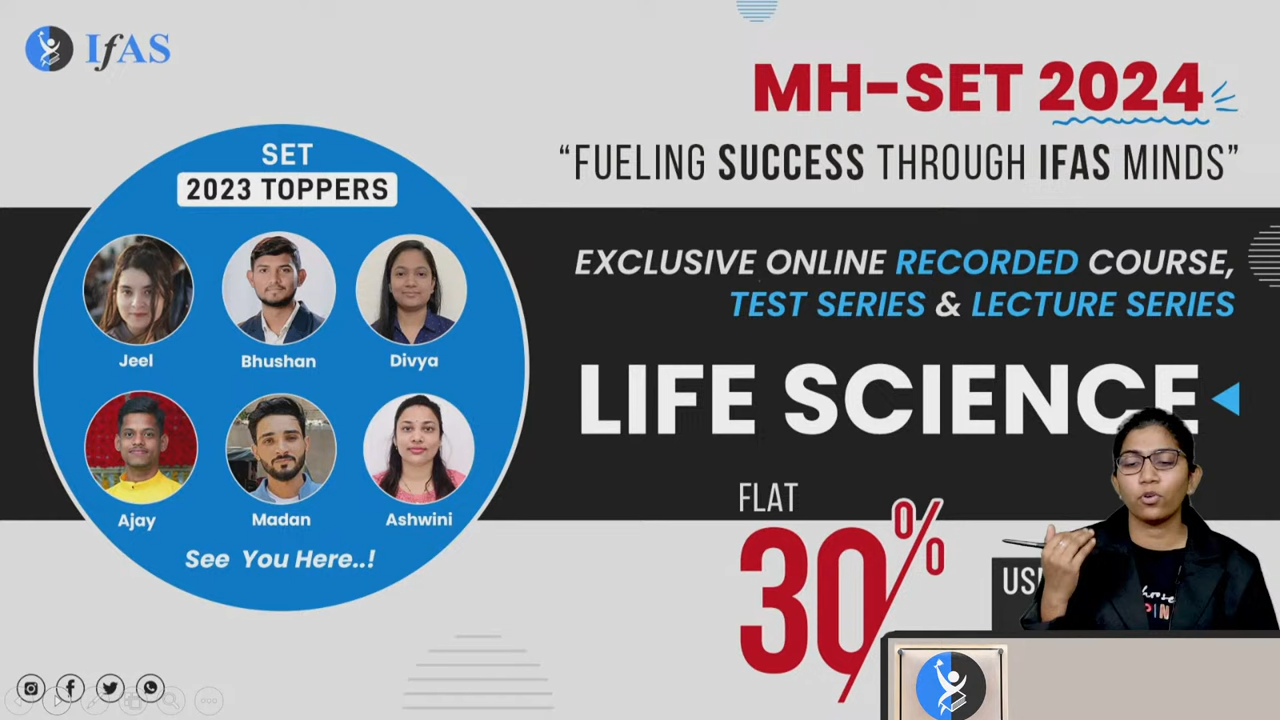 IfAS
MH-SET 2024
“FUELING SUCCESS THROUGH IFAS MINDS”
SET
2023 TOPPERS
Jeel
Bhushan
Divya
Ajay
Madan
Ashwini
See You Here..!
EXCLUSIVE ONLINE RECORDED COURSE,
TEST SERIES & LECTURE SERIES
LIFE SCIENCE
FLAT
30%